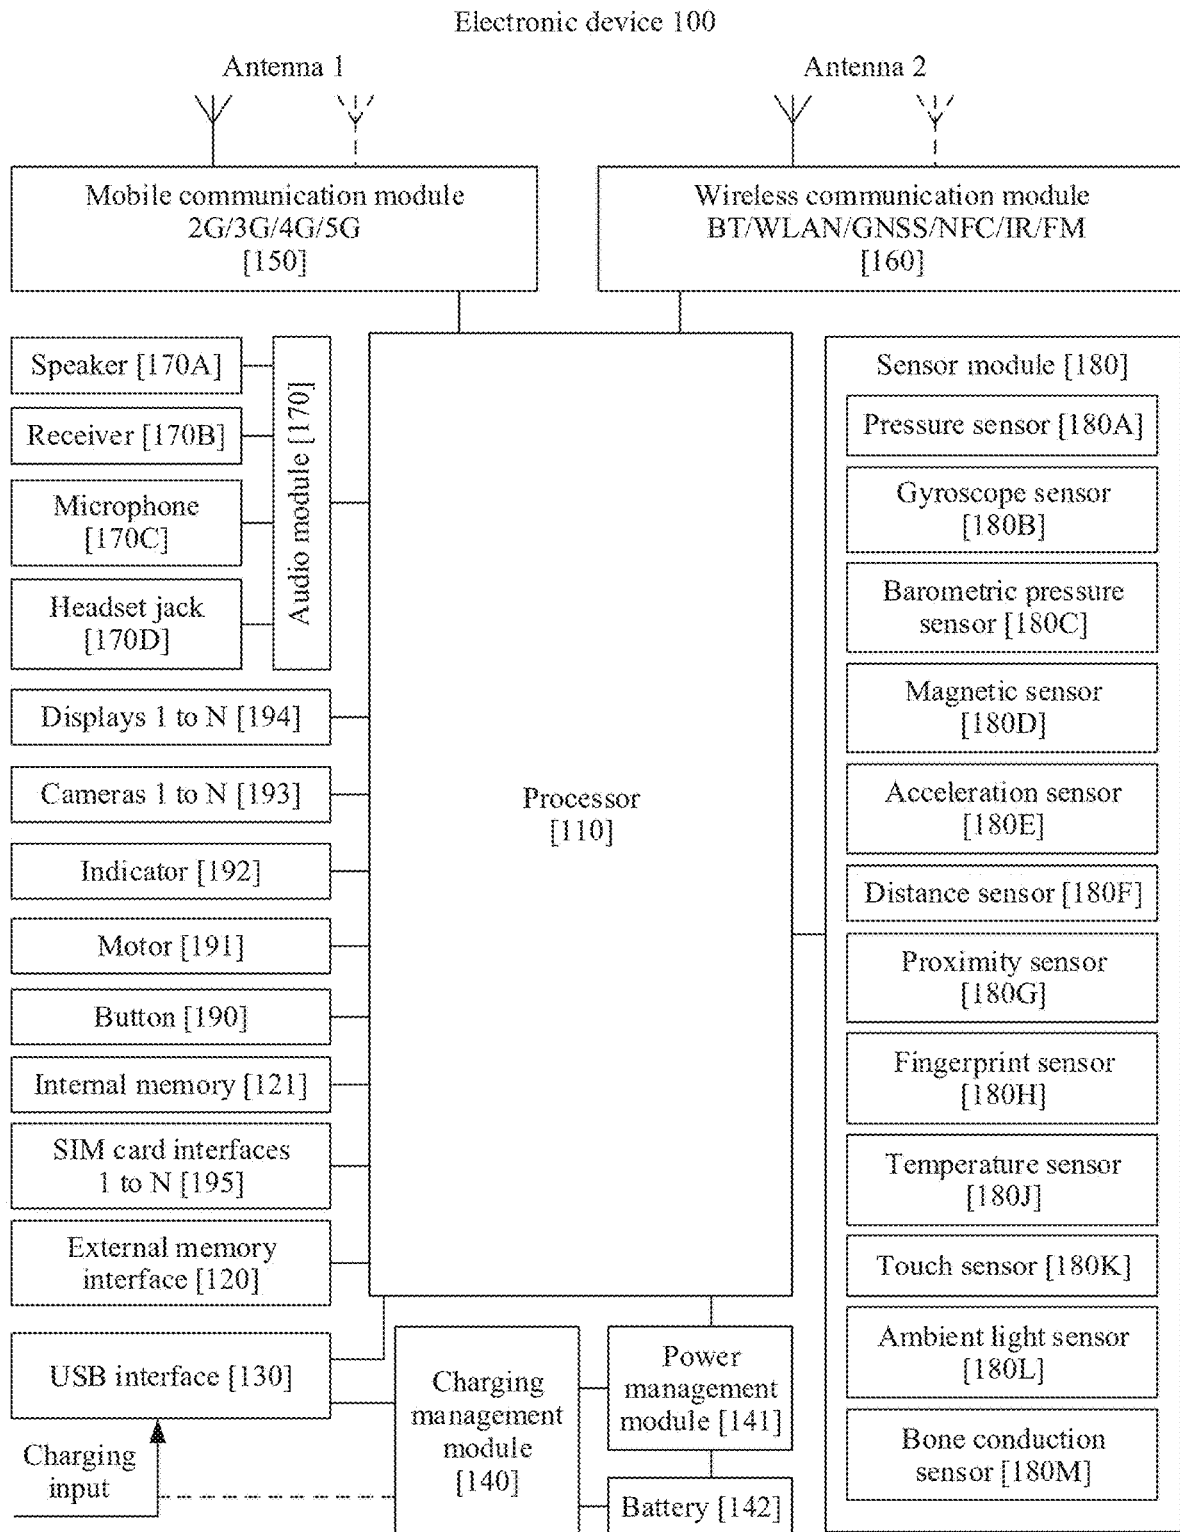 Electronic device 100
Antenna 1
Antenna 2
Mobile communication module
2G/3G/4G/5G
[150]
Wireless communication module
BT/WLAN/GNSS/NFC/IR/FM
[160]
Speaker [170A]
Receiver [170B]
Microphone
[170C]
Headset jack
[170D]
Audio module [170]
Displays 1 to N [194]
Cameras 1 to N [193]
Indicator [192]
Motor [191]
Button [190]
Internal memory [121]
SIM card interfaces
1 to N [195]
External memory
interface [120]
USB interface [130]
Charging
input
Processor
[110]
Charging
management
module
[140]
Power
management
module [141]
Battery [142]
Sensor module [180]
Pressure sensor [180A]
Gyroscope sensor
[180B]
Barometric pressure
sensor [180C]
Magnetic sensor
[180D]
Acceleration sensor
[180E]
Distance sensor [180F]
Proximity sensor
[180G]
Fingerprint sensor
[180H]
Temperature sensor
[180J]
Touch sensor [180K]
Ambient light sensor
[180L]
Bone conduction
sensor [180M]